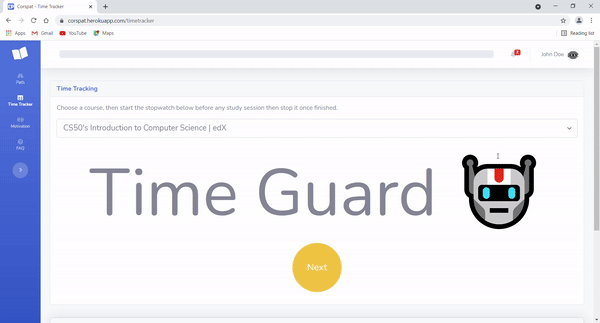 Corspat - Time Tracker
corspat.herokuapp.com/timetracker
Apps
Gmail
YouTube
Maps
Reading list
John Doe
Path
Time Tracker
Motivation
FAQ
Time Tracking
Choose a course, then start the stopwatch below before any study session then stop it once finished.
CS50's Introduction to Computer Science | edX
Time Guard
Next